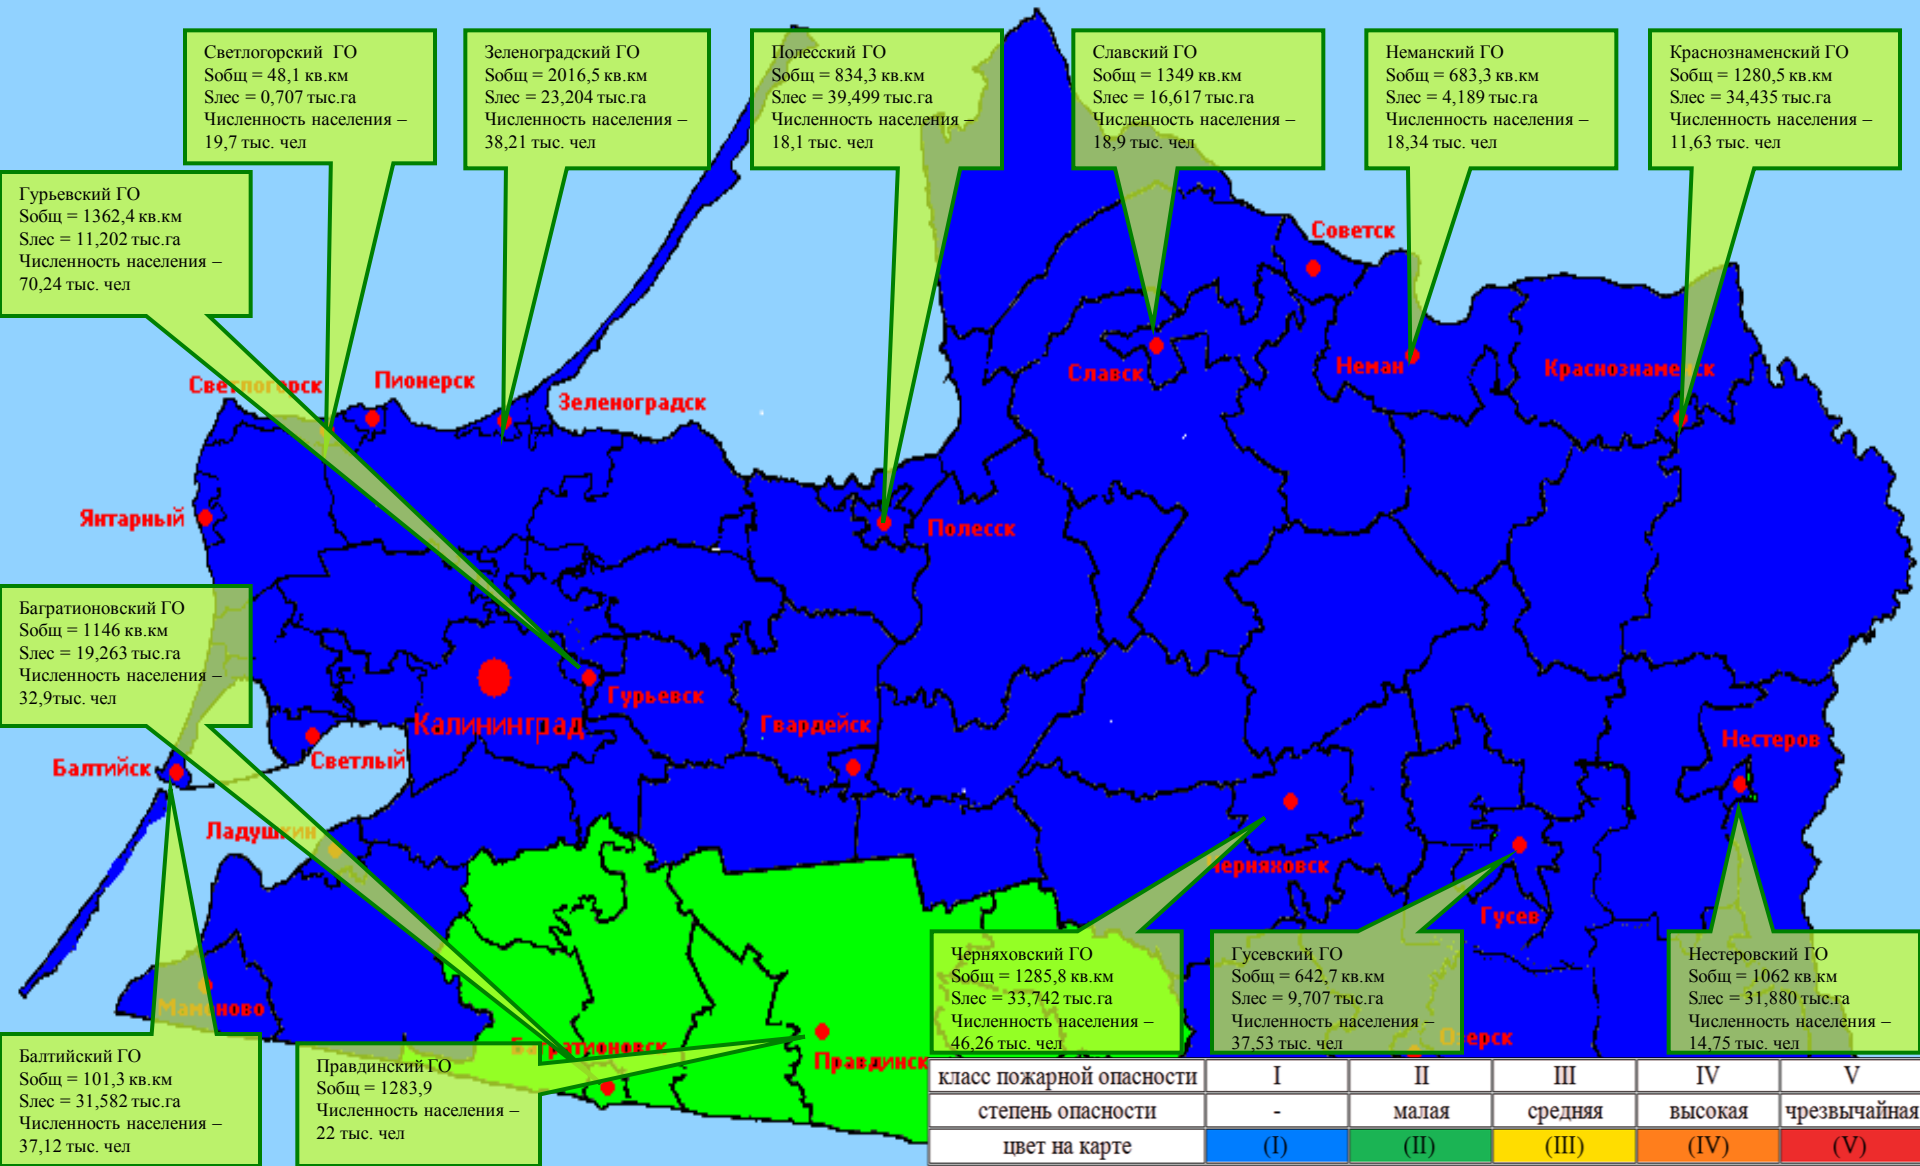 Светлогорский ГО
Sобщ = 48,1 кв.км
Sлес = 0,707 тыс.га
Численность населения –
19,7 тыс. чел
Зеленоградский ГО
Sобщ = 2016,5 кв.км
Sлес = 23,204 тыс.га
Численность населения –
38,21 тыс. чел
Полесский ГО
Sобщ = 834,3 кв.км
Sлес = 39,499 тыс.га
Численность населения –
18,1 тыс. чел
Славский ГО
Sобщ = 1349 кв.км
Sлес = 16,617 тыс.га
Численность населения –
18,9 тыс. чел
Неманский ГО
Sобщ = 683,3 кв.км
Sлес = 4,189 тыс.га
Численность населения –
18,34 тыс. чел
Краснознаменский ГО
Sобщ = 1280,5 кв.км
Sлес = 34,435 тыс.га
Численность населения –
11,63 тыс. чел
Гурьевский ГО
Sобщ = 1362,4 кв.км
Sлес = 11,202 тыс.га
Численность населения –
70,24 тыс. чел
Советск
Светлогорск
Пионерск
Зеленоградск
Славск
Неман
Краснознаменск
Янтарный
Полесск
Багратионовский ГО
Sобщ = 1146 кв.км
Sлес = 19,263 тыс.га
Численность населения –
32,9тыс. чел
Гурьевск
Калининград
Гвардейск
Нестеров
Балтийск
Светлый
Ладушкин
Черняховск
Гусев
Мамоново
Багратионовск
Правдинск
Озерск
Черняховский ГО
Sобщ = 1285,8 кв.км
Sлес = 33,742 тыс.га
Численность населения –
46,26 тыс. чел
Гусевский ГО
Sобщ = 642,7 кв.км
Sлес = 9,707 тыс.га
Численность населения –
37,53 тыс. чел
Нестеровский ГО
Sобщ = 1062 кв.км
Sлес = 31,880 тыс.га
Численность населения –
14,75 тыс. чел
Балтийский ГО
Sобщ = 101,3 кв.км
Sлес = 31,582 тыс.га
Численность населения –
37,12 тыс. чел
Правдинский ГО
Sобщ = 1283,9
Численность населения –
22 тыс. чел
класс пожарной опасности I II III IV V
степень опасности - малая средняя высокая чрезвычайная
цвет на карте (I) (II) (III) (IV) (V)